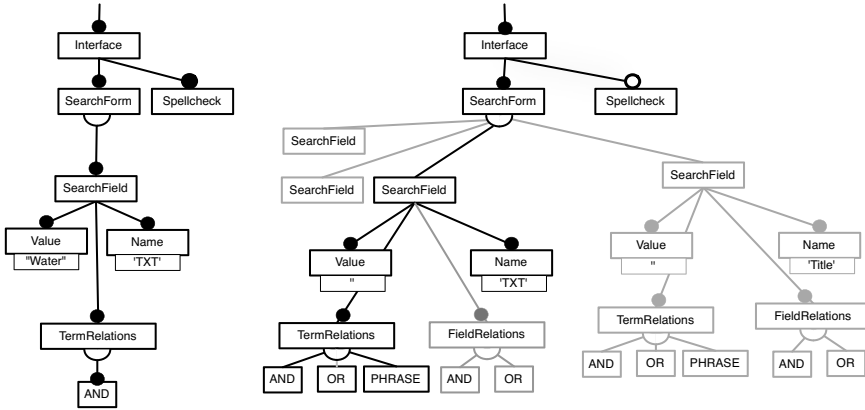 Interface
SearchForm
Spellcheck
SearchField
Value
"Water"
Name
'TXT'
TermRelations
AND
Interface
SearchForm
Spellcheck
SearchField
SearchField
SearchField
Value
"
Name
'TXT'
TermRelations
FieldRelations
AND
OR
PHRASE
AND
OR
SearchField
Value
"
Name
'Title'
TermRelations
FieldRelations
AND
OR
PHRASE
AND
OR